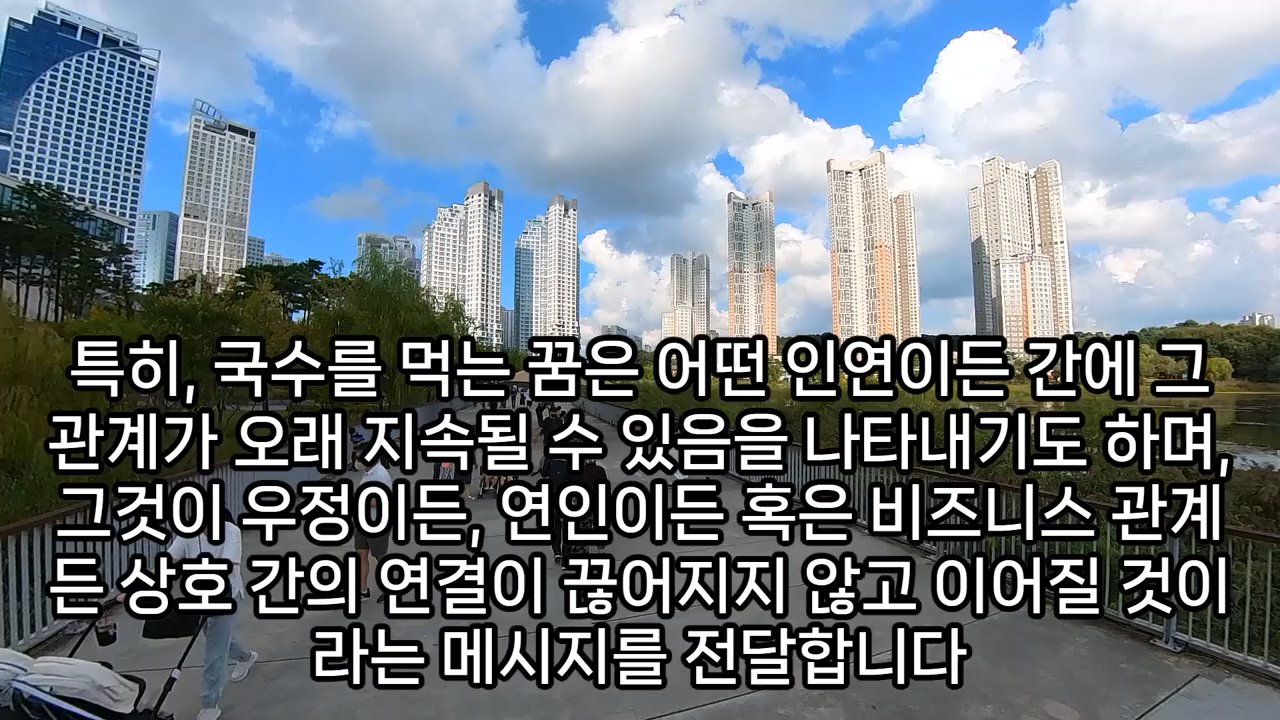 특히, 국수를 먹는 꿈은 어떤 인연이든 간에 그
관계가 오래 지속될 수 있음을 나타내기도 하며,
그것이 우정이든, 연인이든 혹은 비즈니스 관계
든 상호 간의 연결이 끊어지지 않고 이어질 것이
라는 메시지를 전달합니다